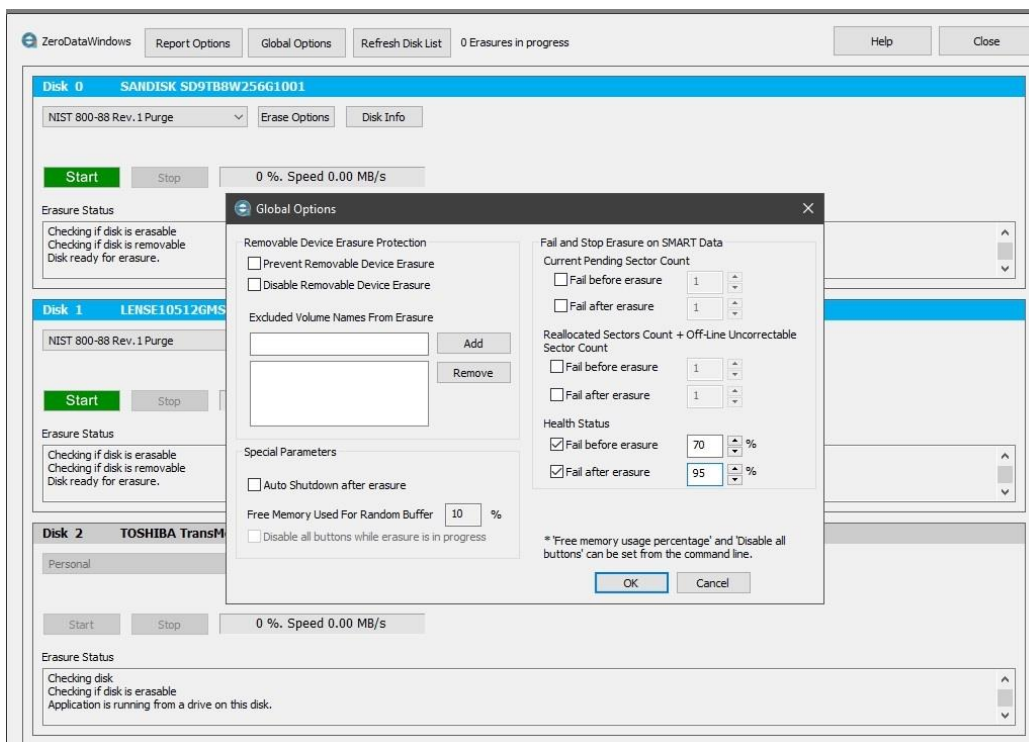 ZeroDataWindows
Report Options
Global Options
Refresh Disk List
0 Erasures in progress
Help
Close
Disk 0 SANDISK SD9TB8W256G1001
NIST 800-88 Rev.1 Purge
Erase Options
Disk Info
Start
Stop
0 %. Speed 0.00 MB/s
Erasure Status
Checking if disk is erasable
Checking if disk is removable
Disk ready for erasure.
Disk 1 LENSE10512GMS
NIST 800-88 Rev.1 Purge
Start
Stop
Erasure Status
Checking if disk is erasable
Checking if disk is removable
Disk ready for erasure.
Disk 2 TOSHIBA TransM
Personal
Start
Stop
0 %. Speed 0.00 MB/s
Erasure Status
Checking disk
Checking if disk is erasable
Application is running from a drive on this disk.
Global Options
Removable Device Erasure Protection
Prevent Removable Device Erasure
Disable Removable Device Erasure
Excluded Volume Names From Erasure
Add
Remove
Special Parameters
Auto Shutdown after erasure
Free Memory Used For Random Buffer 10 %
Disable all buttons while erasure is in progress
Fail and Stop Erasure on SMART Data
Current Pending Sector Count
Fail before erasure 1
Fail after erasure 1
Reallocated Sectors Count + Off-Line Uncorrectable
Sector Count
Fail before erasure 1
Fail after erasure 1
Health Status
Fail before erasure 70 %
Fail after erasure 95 %
* 'Free memory usage percentage' and 'Disable all
buttons' can be set from the command line.
OK
Cancel